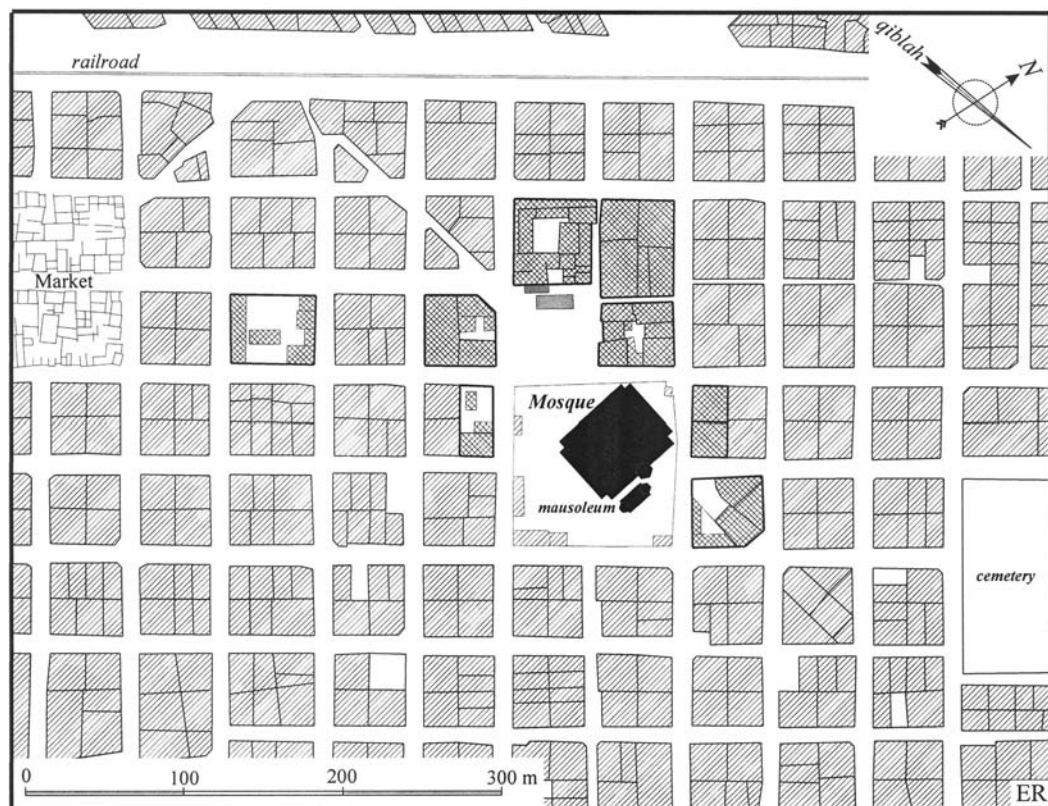 railroad
qiblah
N
Market
Mosque
mausoleum
cemetery
0 100 200 300 m
ER